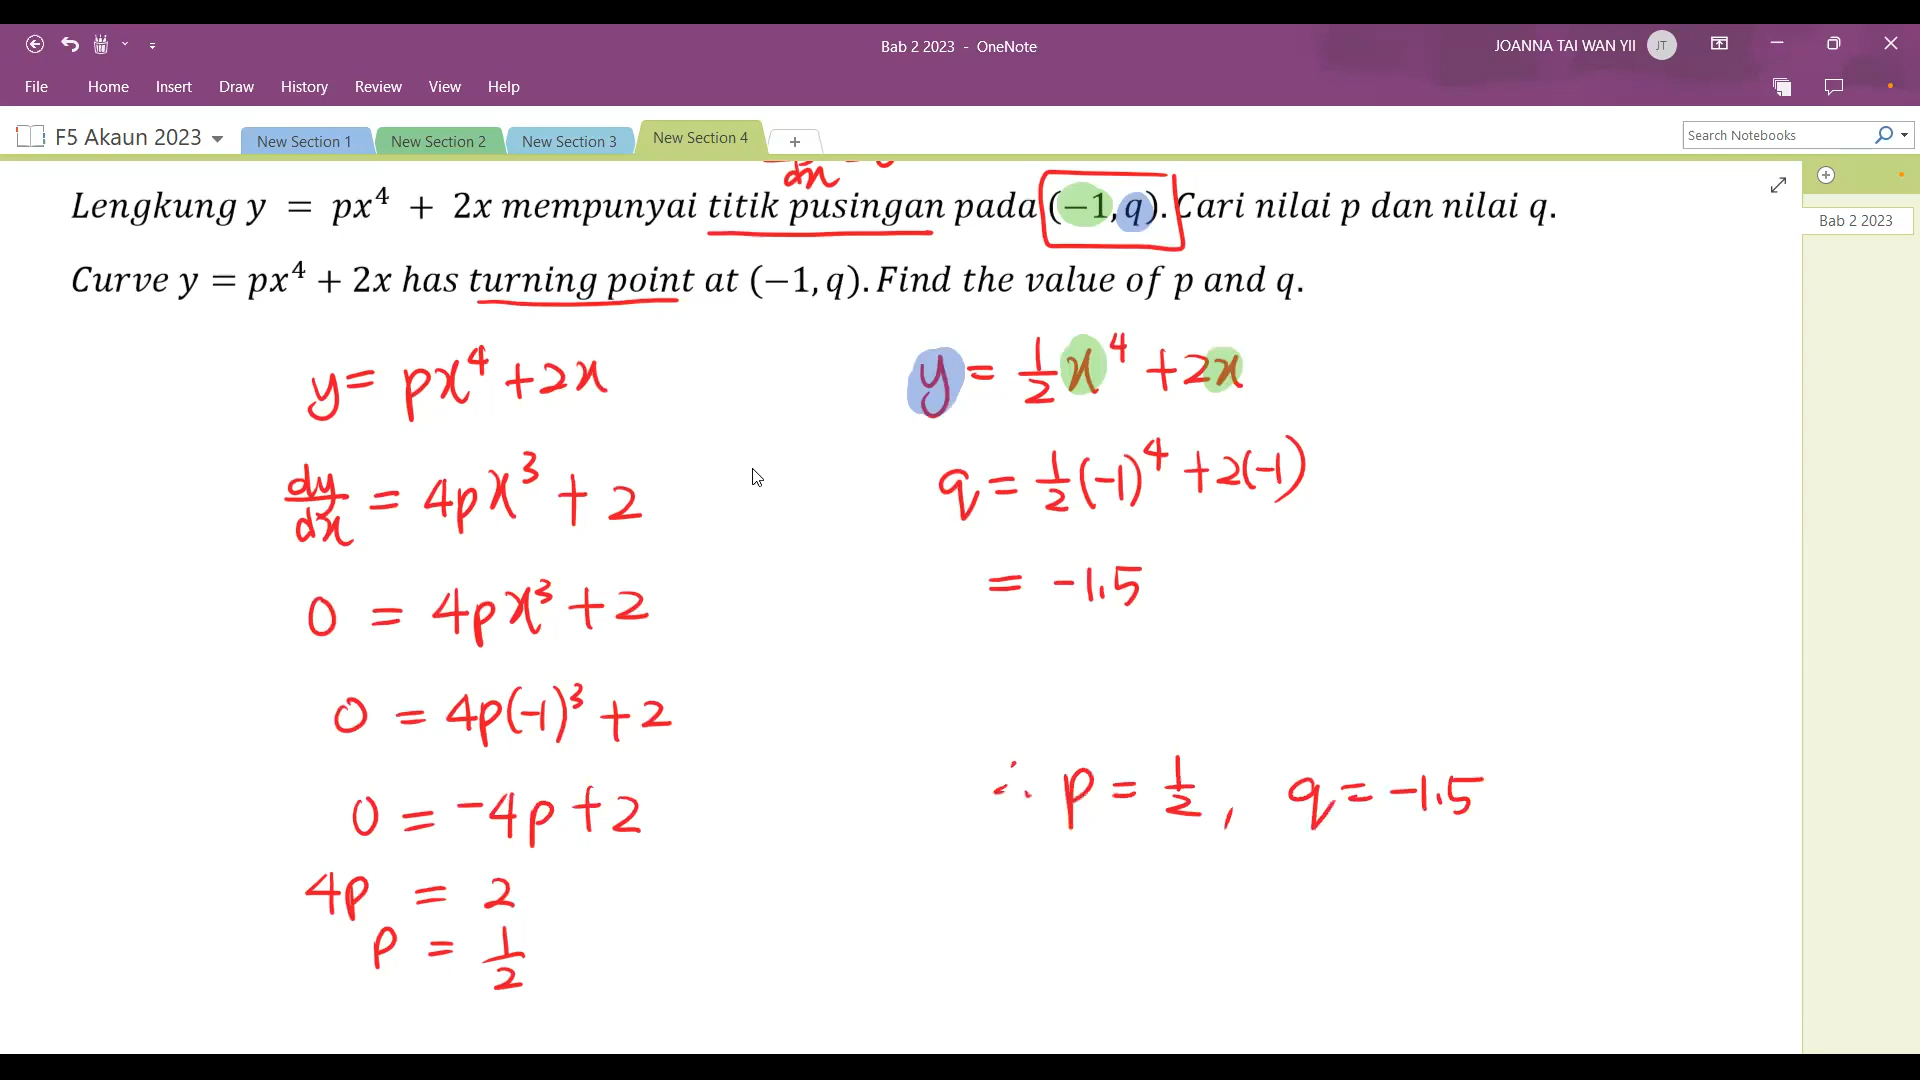 Bab 2 2023 - OneNote
JOANNA TAI WAN YII JT
File Home Insert Draw History Review View Help
F5 Akaun 2023 New Section 1 New Section 2 New Section 3 New Section 4 +
Search Notebooks
Bab 2 2023
dx
Lengkung y = px⁴ + 2x mempunyai titik pusingan pada (−1, q). Cari nilai p dan nilai q.
Curve y = px⁴ + 2x has turning point at (−1, q). Find the value of p and q.
y = px⁴ + 2x
dy/dx = 4px³ + 2
0 = 4px³ + 2
0 = 4p(-1)³ + 2
0 = -4p + 2
4p = 2
p = 1/2
y = 1/2 x⁴ + 2x
q = 1/2 (-1)⁴ + 2(-1)
= -1.5
∴ p = 1/2, q = -1.5